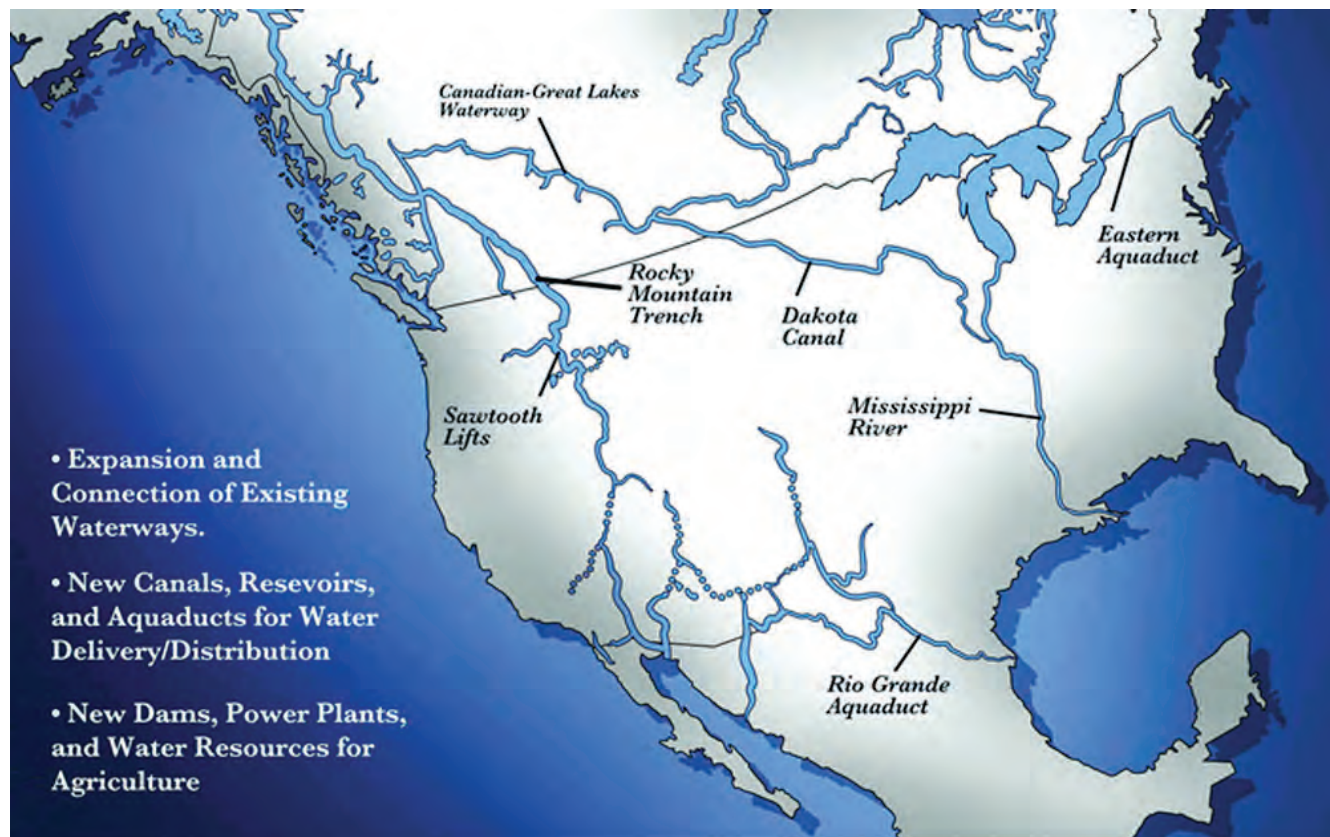 Canadian-Great Lakes
Waterway
Eastern
Aquaduct
Rocky
Mountain
Trench
Dakota
Canal
Sawtooth
Lifts
Mississippi
River
• Expansion and
Connection of Existing
Waterways.
• New Canals, Resevoirs,
and Aquaducts for Water
Delivery/Distribution
• New Dams, Power Plants,
and Water Resources for
Agriculture
Rio Grande
Aquaduct